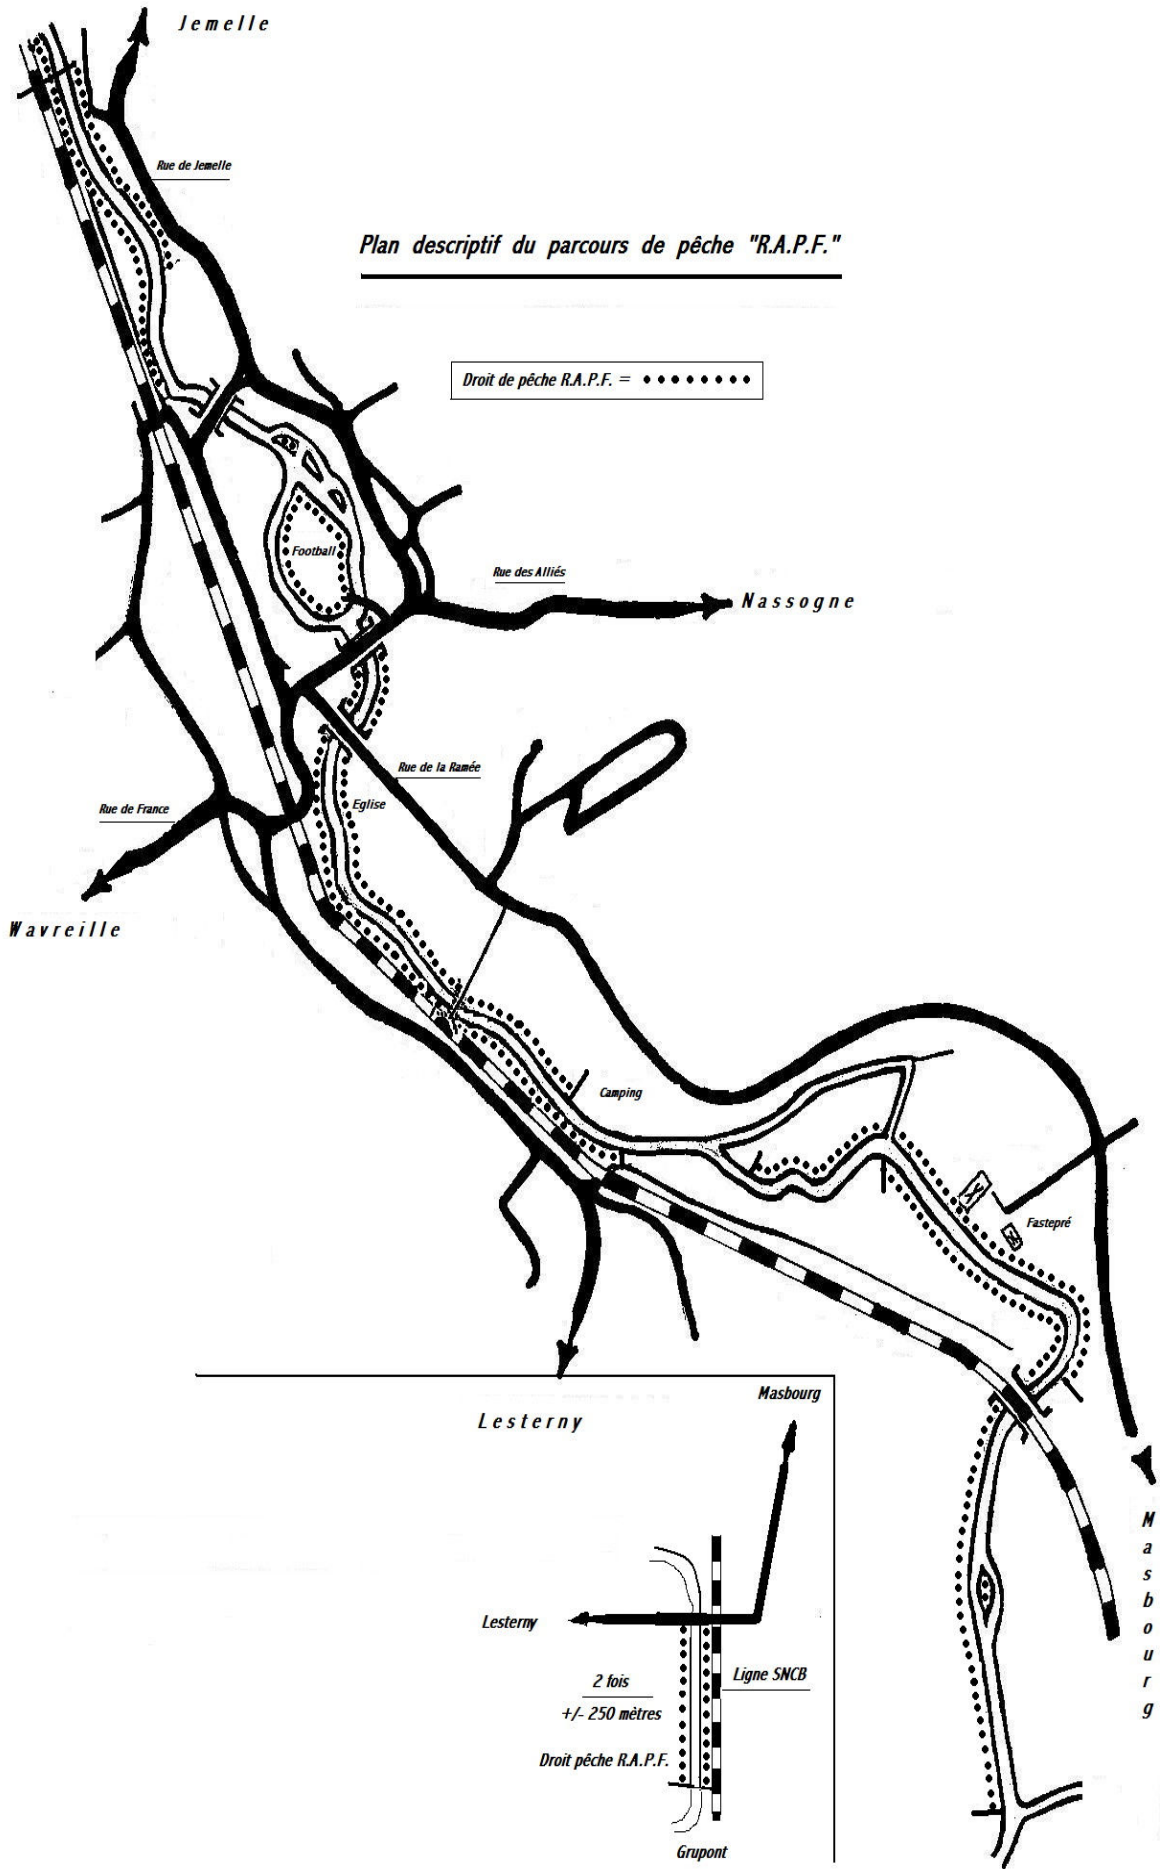 Jemelle
Rue de Jemelle
Plan descriptif du parcours de pêche "R.A.P.F."
Droit de pêche R.A.P.F. =
Football
Rue des Alliés
Nassogne
Rue de la Ramée
Eglise
Rue de France
Wavreille
Camping
Fastepré
Masbourg
Lesterny
Masbourg
Lesterny
Ligne SNCB
2 fois
+/- 250 mètres
Droit pêche R.A.P.F.
Grupont